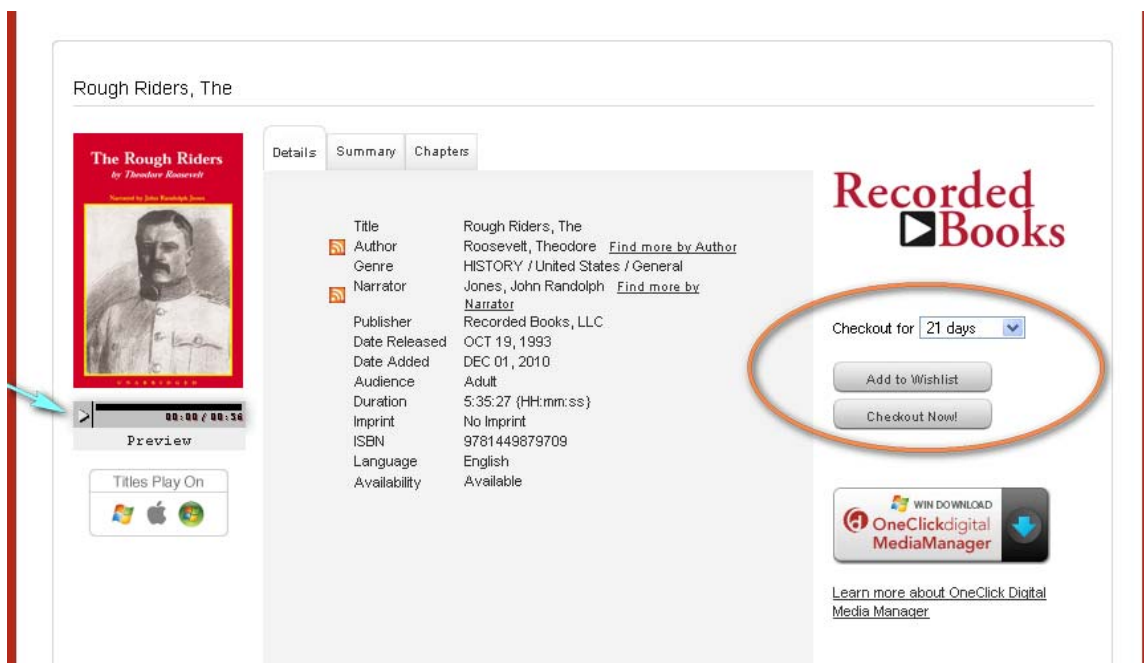 Rough Riders, The
The Rough Riders
by Theodore Roosevelt
Narrated by John Randolph Jones
UNABRIDGED
00:00 / 00:56
Preview
Titles Play On
Details Summary Chapters
Title Rough Riders, The
Author Roosevelt, Theodore Find more by Author
Genre HISTORY / United States / General
Narrator Jones, John Randolph Find more by
Narrator
Publisher Recorded Books, LLC
Date Released OCT 19, 1993
Date Added DEC 01, 2010
Audience Adult
Duration 5:35:27 (HH:mm:ss)
Imprint No Imprint
ISBN 9781449879709
Language English
Availability Available
Recorded
Books
Checkout for 21 days
Add to Wishlist
Checkout Now!
WIN DOWNLOAD
OneClickdigital
MediaManager
Learn more about OneClick Digital
Media Manager